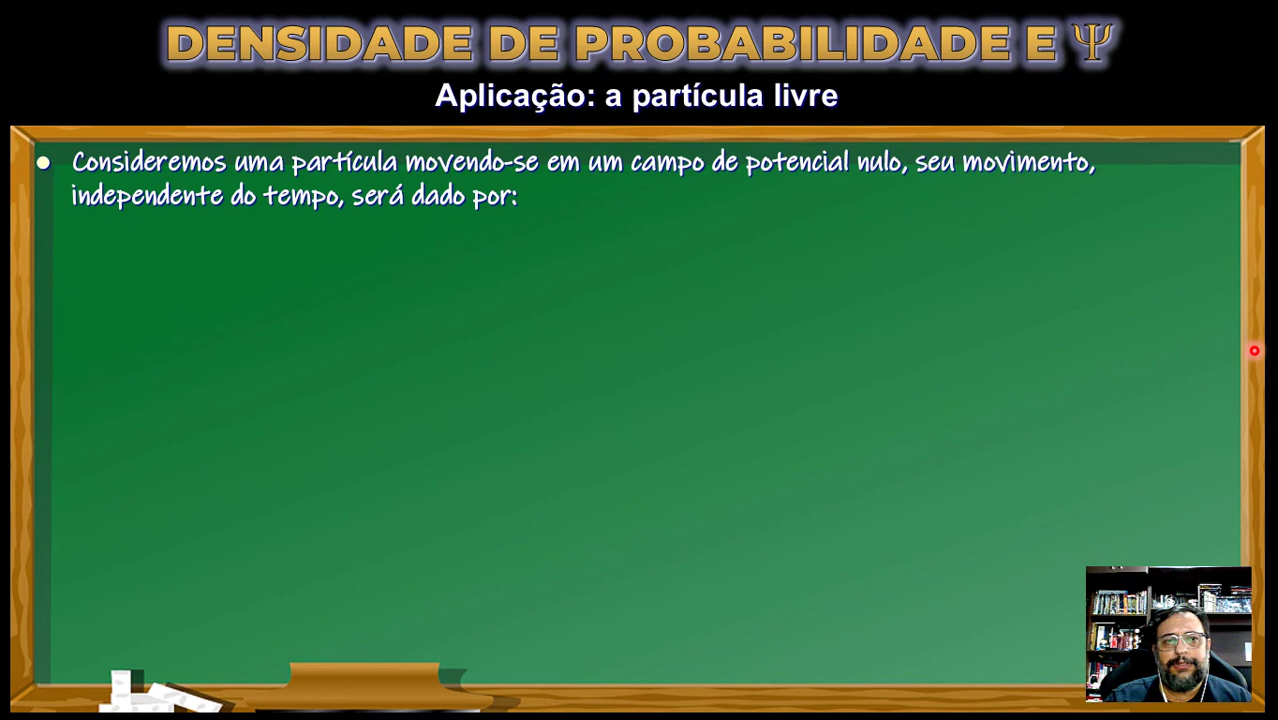 DENSIDADE DE PROBABILIDADE E Ψ
Aplicação: a partícula livre
• Consideremos uma partícula movendo-se em um campo de potencial nulo, seu movimento,
independente do tempo, será dado por: